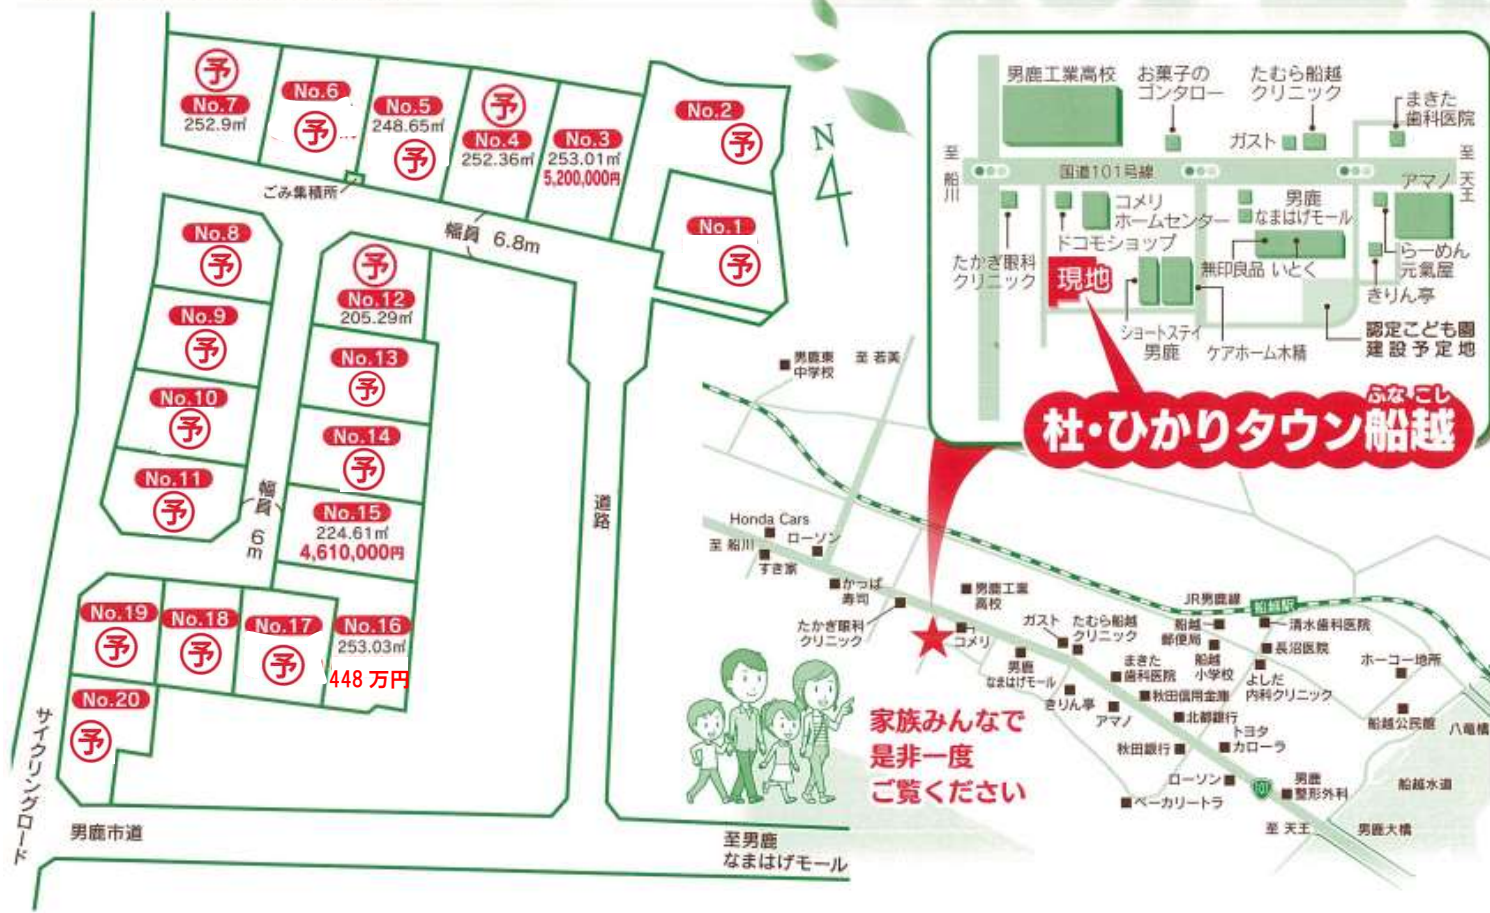 予
No.7
252.9㎡
No.6
予
No.5
248.65㎡
予
予
No.4
252.36㎡
No.3
253.01㎡
5,200,000円
No.2
予
No.1
予
ごみ集積所
幅員 6.8m
N
No.8
予
No.9
予
No.10
予
No.11
予
予
No.12
205.29㎡
No.13
予
No.14
予
No.15
224.61㎡
4,610,000円
幅員 6m
道路
No.19
予
No.18
予
No.17
予
No.16
253.03㎡
448 万円
No.20
予
サイクリングロード
男鹿市道
至男鹿
なまはげモール
男鹿工業高校
お菓子の
ゴンタロー
たむら船越
クリニック
まきた
歯科医院
ガスト
至船川
国道101号線
至天王
アマノ
コメリ
ホームセンター
ドコモショップ
男鹿
なまはげモール
たかぎ眼科
クリニック
現地
無印良品 いとく
らーめん
元氣屋
きりん亭
ショートステイ
男鹿
ケアホーム木精
認定こども園
建設予定地
ふなこし
杜・ひかりタウン船越
男鹿東
中学校
至 若美
Honda Cars
ローソン
至 船川
すき家
かっぱ
寿司
男鹿工業
高校
たかぎ眼科
クリニック
コメリ
ガスト
たむら船越
クリニック
男鹿
なまはげモール
まきた
歯科医院
きりん亭
アマノ
秋田信用金庫
北都銀行
秋田銀行
トヨタ
カローラ
ローソン
ベーカリートラ
101
男鹿
整形外科
至 天王
男鹿大橋
JR男鹿線
船越駅
船越
郵便局
清水歯科医院
船越
小学校
長沼医院
よしだ
内科クリニック
ホーコー地所
船越公民館
八竜橋
船越水道
家族みんなで
是非一度
ご覧ください